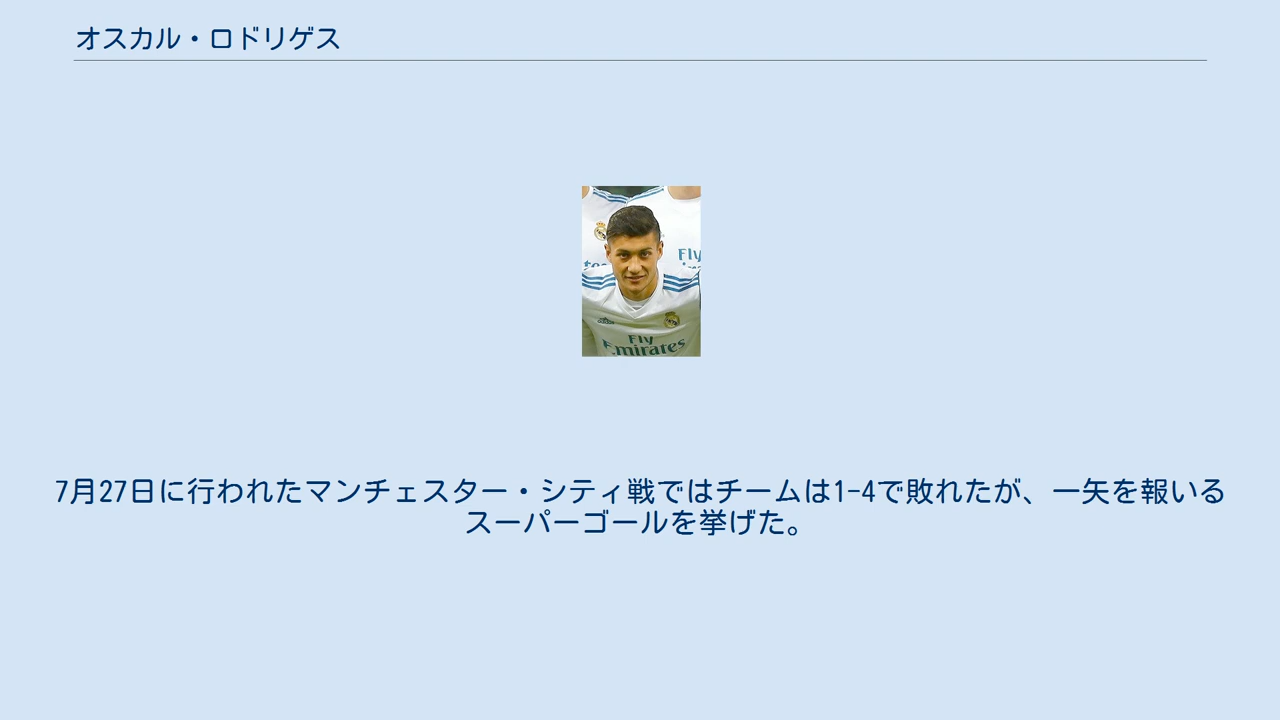 オスカル・ロドリゲス
Fly
Fly
Emirates
7月27日に行われたマンチェスター・シティ戦ではチームは1-4で敗れたが、一矢を報いる
スーパーゴールを挙げた。